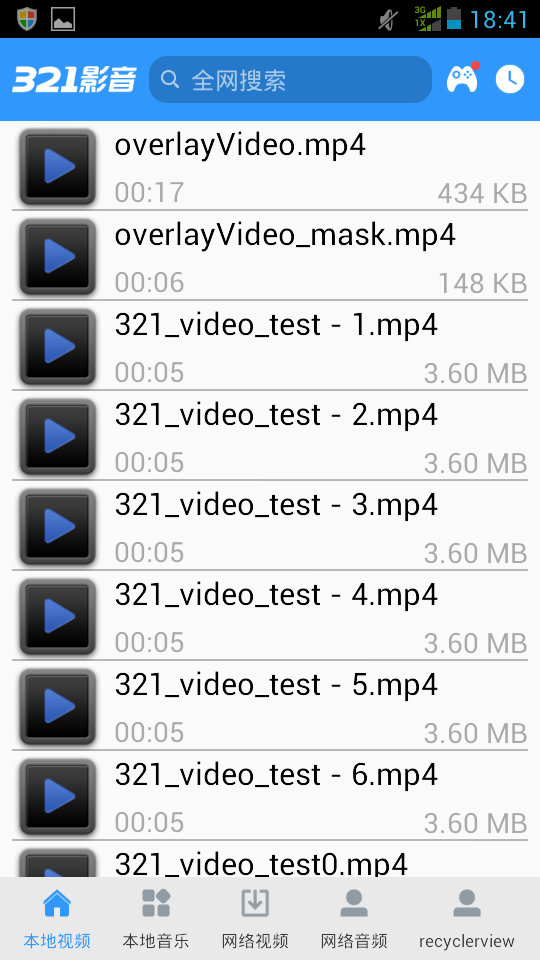 3G
1X
18:41
321影音
全网搜索
overlayVideo.mp4
00:17 434 KB
overlayVideo_mask.mp4
00:06 148 KB
321_video_test - 1.mp4
00:05 3.60 MB
321_video_test - 2.mp4
00:05 3.60 MB
321_video_test - 3.mp4
00:05 3.60 MB
321_video_test - 4.mp4
00:05 3.60 MB
321_video_test - 5.mp4
00:05 3.60 MB
321_video_test - 6.mp4
00:05 3.60 MB
321_video_test0.mp4
本地视频 本地音乐 网络视频 网络音频 recyclerview